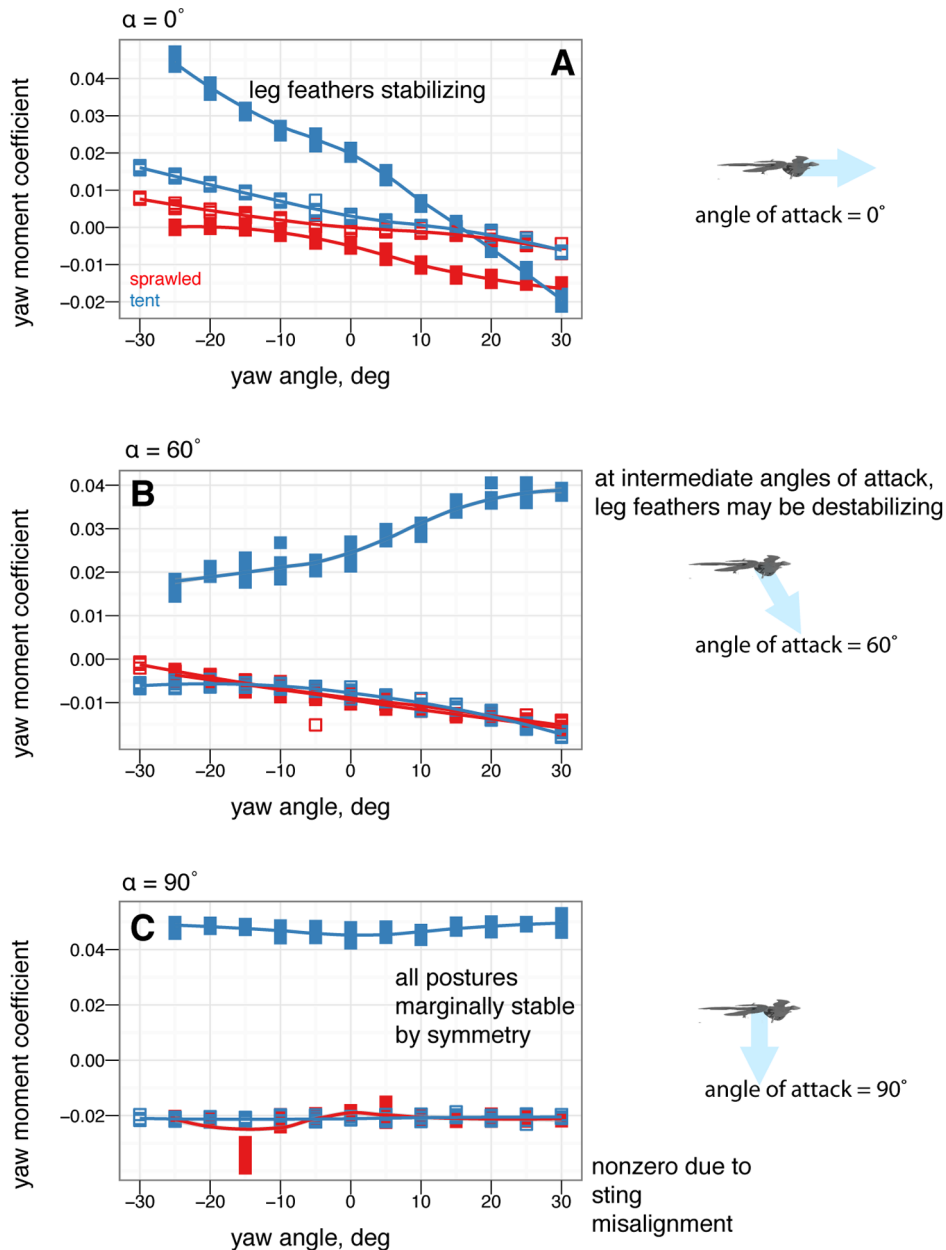 α = 0°
A
leg feathers stabilizing
yaw moment coefficient
0.04
0.03
0.02
0.01
0.00
−0.01
−0.02
sprawled
tent
−30 −20 −10 0 10 20 30
yaw angle, deg
angle of attack = 0°
α = 60°
B
yaw moment coefficient
0.04
0.03
0.02
0.01
0.00
−0.01
−30 −20 −10 0 10 20 30
yaw angle, deg
at intermediate angles of attack,
leg feathers may be destabilizing
angle of attack = 60°
α = 90°
C
yaw moment coefficient
0.04
0.02
0.00
−0.02
all postures
marginally stable
by symmetry
−30 −20 −10 0 10 20 30
yaw angle, deg
angle of attack = 90°
nonzero due to
sting
misalignment